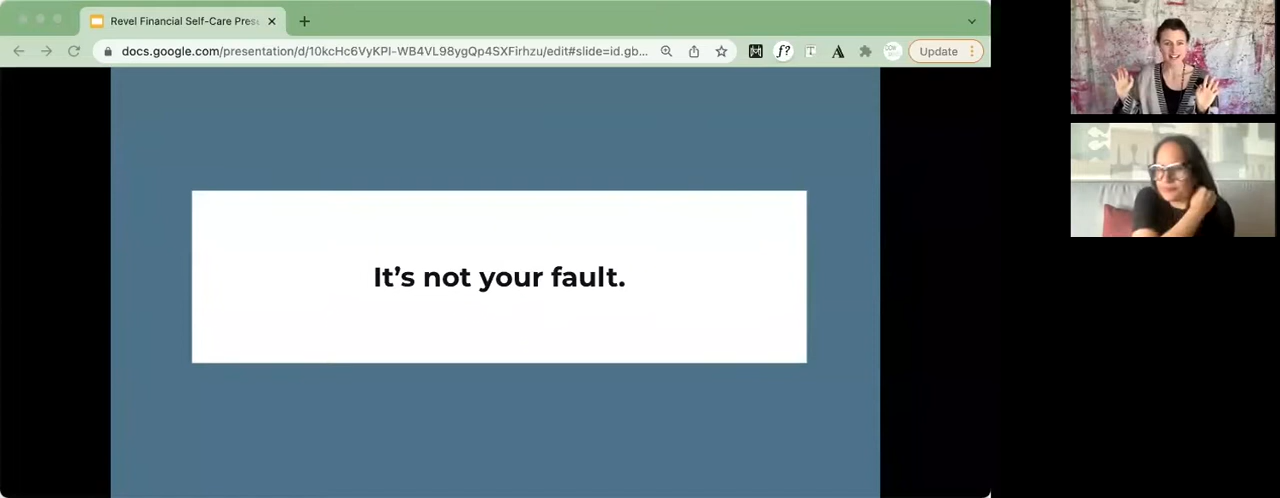 Revel Financial Self-Care Pres
docs.google.com/presentation/d/10kcHc6VyKPI-WB4VL98ygQp4SXFirhzu/edit#slide=id.gb...
f?
A
Update
It’s not your fault.